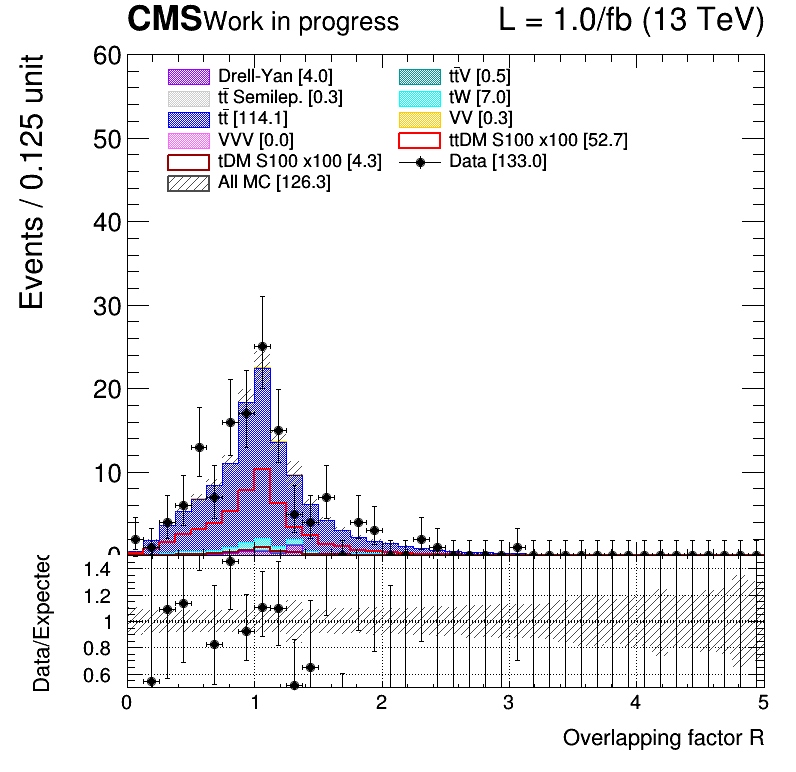 CMS Work in progress L = 1.0/fb (13 TeV)
Events / 0.125 unit
60
50
40
30
20
10
0
Drell-Yan [4.0] tt̄V [0.5]
tt̄ Semilep. [0.3] tW [7.0]
tt̄ [114.1] VV [0.3]
VVV [0.0] ttDM S100 x100 [52.7]
tDM S100 x100 [4.3] Data [133.0]
All MC [126.3]
Data/Expected
1.4
1.2
1
0.8
0.6
0 1 2 3 4 5
Overlapping factor R